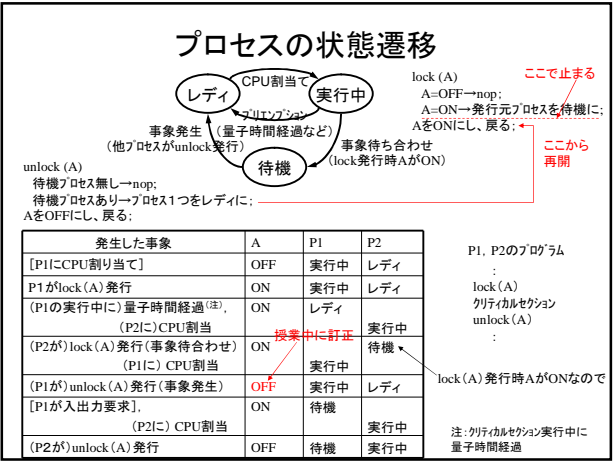 プロセスの状態遷移
CPU割当て
レディ
実行中
プリエンプション
(量子時間経過など)
事象発生
(他プロセスがunlock発行)
待機
事象待ち合わせ
(lock発行時AがON)
lock (A)
A=OFF→nop;
A=ON→発行元プロセスを待機に;
AをONにし、戻る;
ここで止まる
ここから
再開
unlock (A)
待機プロセス無し→nop;
待機プロセスあり→プロセス1つをレディに;
AをOFFにし、戻る;
発生した事象 A P1 P2
[P1にCPU割り当て] OFF 実行中 レディ
P1がlock(A)発行 ON 実行中 レディ
(P1の実行中に)量子時間経過(注), ON レディ
(P2に)CPU割当 実行中
授業中に訂正
(P2が)lock(A)発行(事象待合わせ) ON 待機
(P1に) CPU割当 実行中
(P1が)unlock(A)発行(事象発生) OFF 実行中 レディ
[P1が入出力要求], ON 待機
(P2に) CPU割当 実行中
(P2が)unlock(A)発行 OFF 待機 実行中
P1, P2のプログラム
:
lock(A)
クリティカルセクション
unlock(A)
:
lock(A)発行時AがONなので
注:クリティカルセクション実行中に
量子時間経過